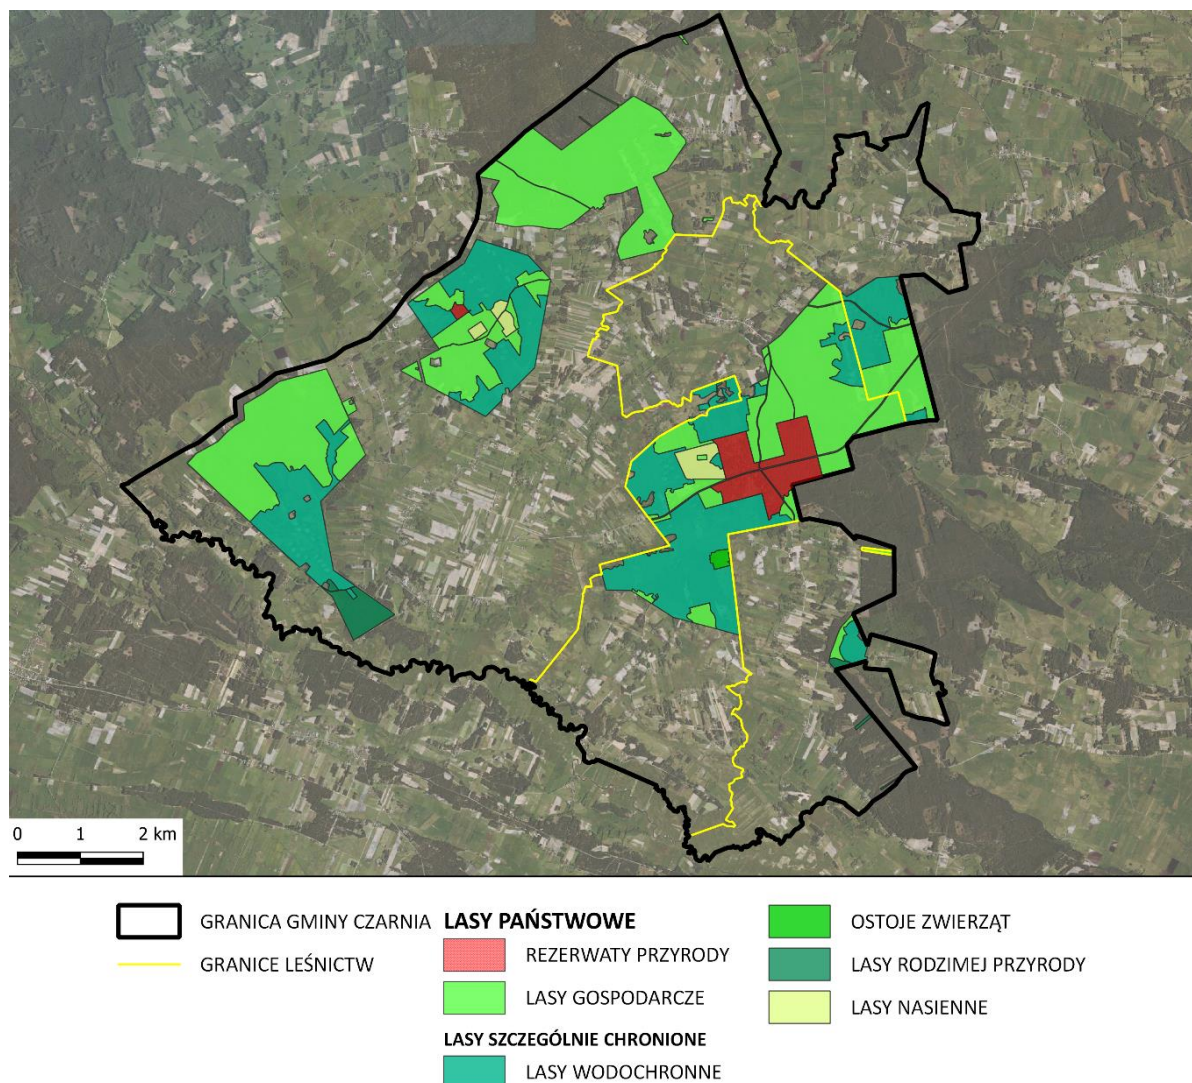 0 1 2 km
GRANICA GMINY CZARNIA
GRANICE LEŚNICTW
LASY PAŃSTWOWE
REZERWATY PRZYRODY
LASY GOSPODARCZE
LASY SZCZEGÓLNIE CHRONIONE
LASY WODOCHRONNE
OSTOJE ZWIERZĄT
LASY RODZIMEJ PRZYRODY
LASY NASIENNE